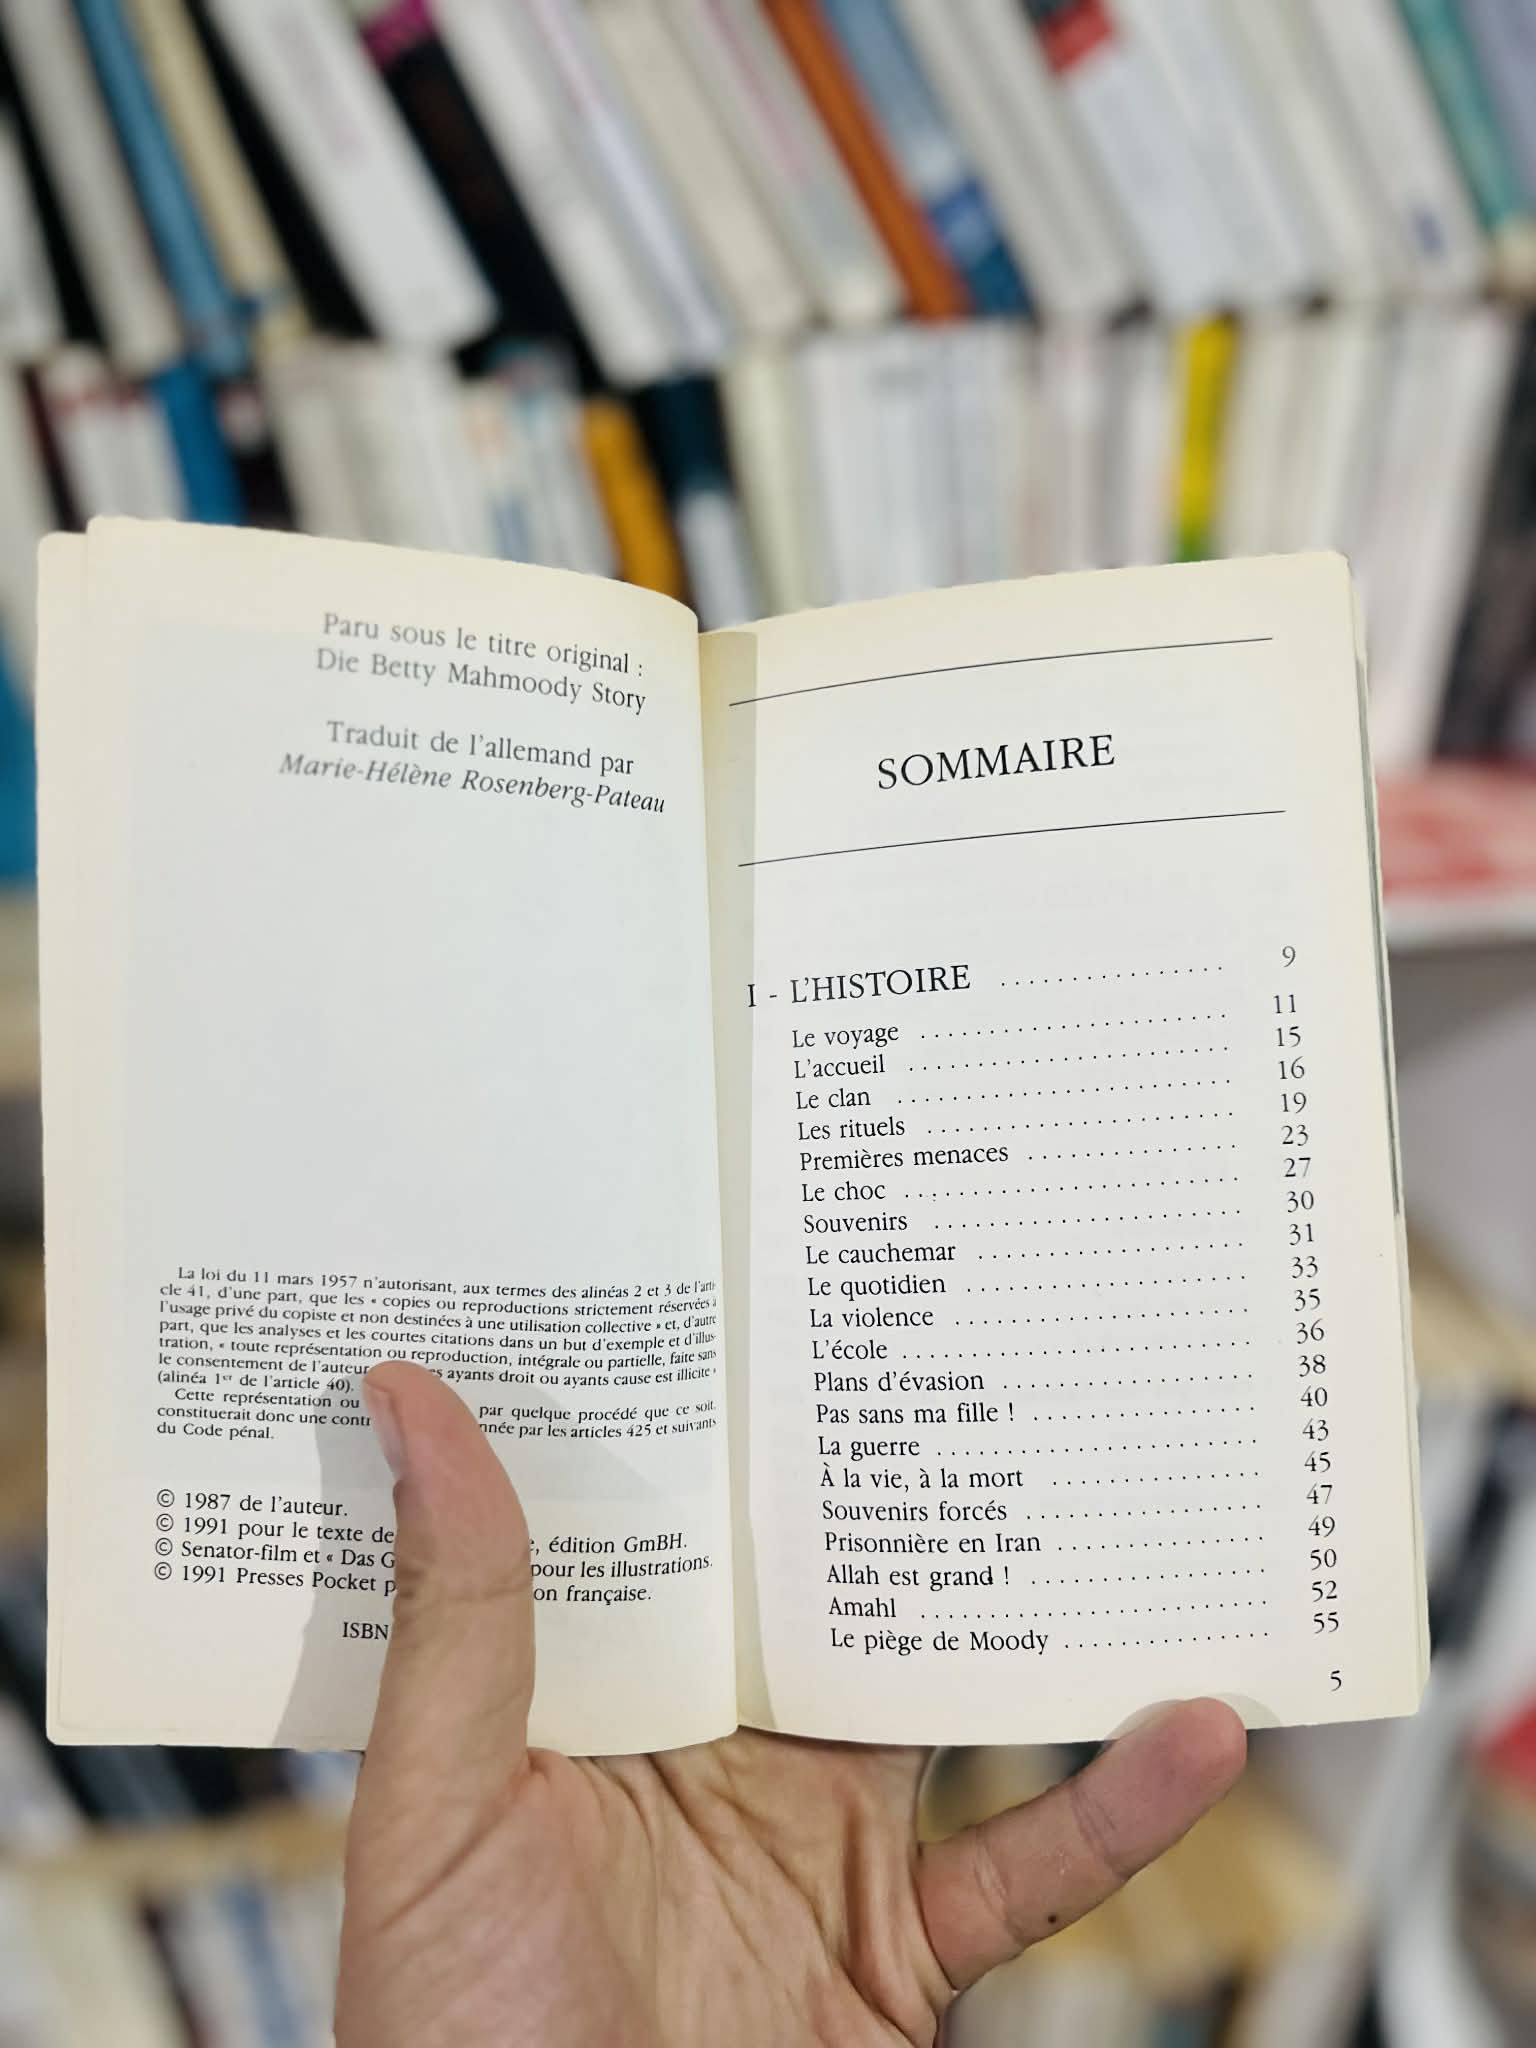 Paru sous le titre original :
Die Betty Mahmoody Story
Traduit de l'allemand par
Marie-Hélène Rosenberg-Pateau
La loi du 11 mars 1957 n'autorisant, aux termes des alinéas 2 et 3 de l'arti-
cle 41, d'une part, que les « copies ou reproductions strictement réservées à
l'usage privé du copiste et non destinées à une utilisation collective » et, d'autre
part, que les analyses et les courtes citations dans un but d'exemple et d'illus-
tration, « toute représentation ou reproduction, intégrale ou partielle, faite sans
le consentement de l'auteur ayants droit ou ayants cause est illicite »
(alinéa 1er de l'article 40).
Cette représentation ou par quelque procédé que ce soit,
constituerait donc une par les articles 425 et suivants
du Code pénal.
© 1987 de l'auteur.
© 1991 pour le texte de édition GmBH.
© Senator-film et « Das pour les illustrations.
© 1991 Presses Pocket française.
ISBN
SOMMAIRE
I - L'HISTOIRE . . . . . . . . . . . . . . . . 9
Le voyage . . . . . . . . . . . . . . . . . . . . . . 11
L'accueil . . . . . . . . . . . . . . . . . . . . . . . 15
Le clan . . . . . . . . . . . . . . . . . . . . . . . . 16
Les rituels . . . . . . . . . . . . . . . . . . . . . . 19
Premières menaces . . . . . . . . . . . . . . . 23
Le choc . . . . . . . . . . . . . . . . . . . . . . . . 27
Souvenirs . . . . . . . . . . . . . . . . . . . . . . 30
Le cauchemar . . . . . . . . . . . . . . . . . . . 31
Le quotidien . . . . . . . . . . . . . . . . . . . . 33
La violence . . . . . . . . . . . . . . . . . . . . . 35
L'école . . . . . . . . . . . . . . . . . . . . . . . . 36
Plans d'évasion . . . . . . . . . . . . . . . . . . 38
Pas sans ma fille ! . . . . . . . . . . . . . . . . 40
La guerre . . . . . . . . . . . . . . . . . . . . . . 43
À la vie, à la mort . . . . . . . . . . . . . . . 45
Souvenirs forcés . . . . . . . . . . . . . . . . . 47
Prisonnière en Iran . . . . . . . . . . . . . . . 49
Allah est grand ! . . . . . . . . . . . . . . . . . 50
Amahl . . . . . . . . . . . . . . . . . . . . . . . . . 52
Le piège de Moody . . . . . . . . . . . . . . . 55
5